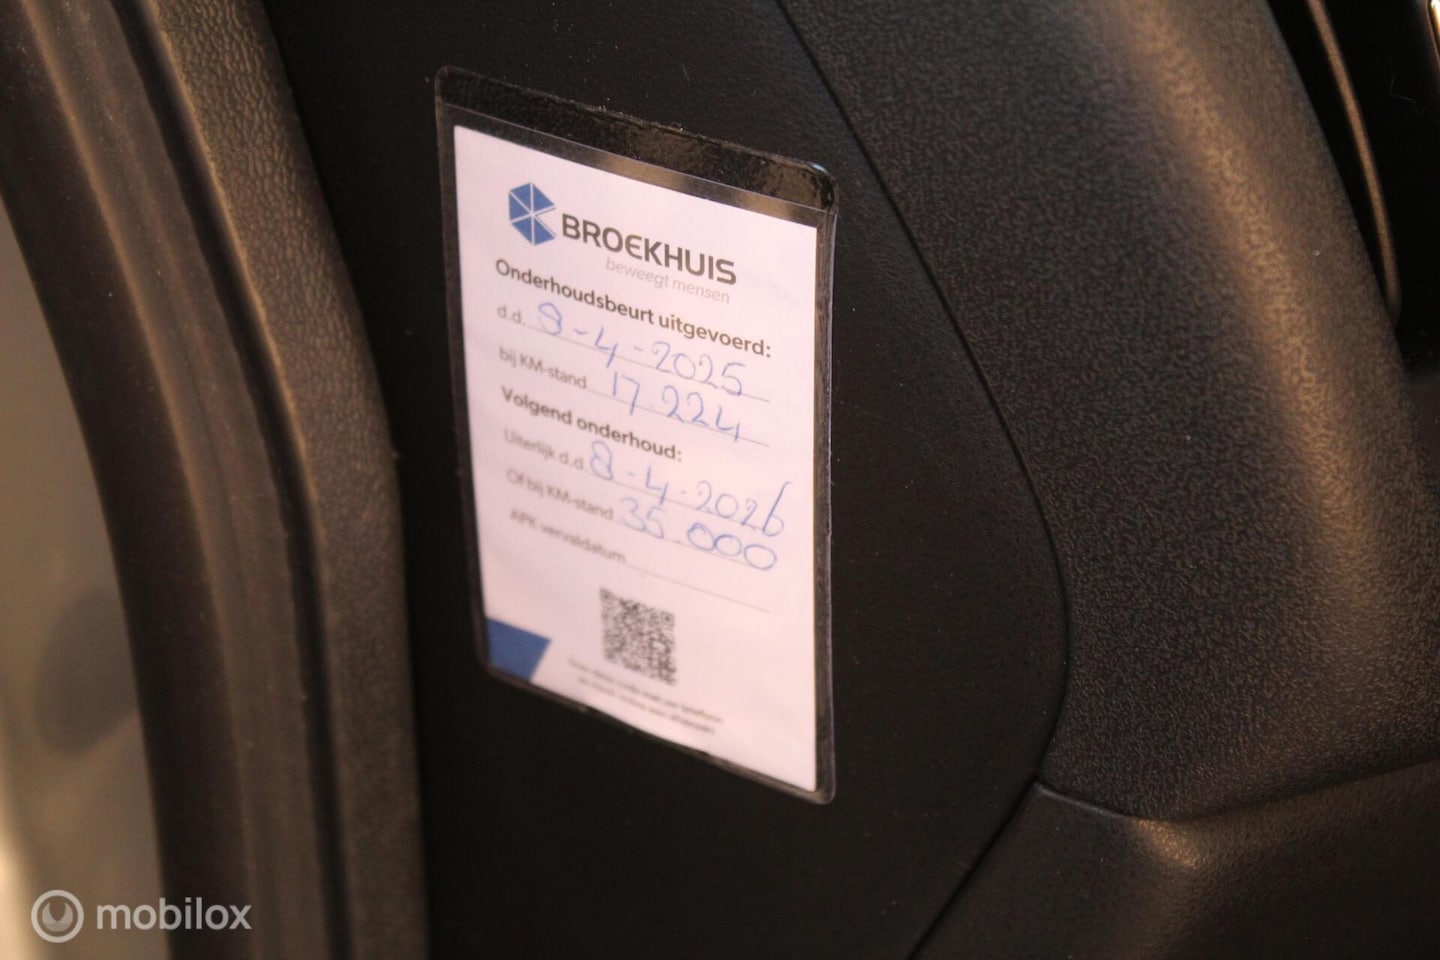 BROEKHUIS
beweegt mensen
Onderhoudsbeurt uitgevoerd:
d.d. 8-4-2025
bij KM-stand 17 224
Volgend onderhoud:
Uiterlijk d.d 8-4-2026
Of bij KM-stand 35.000
APK vervaldatum
mobilox